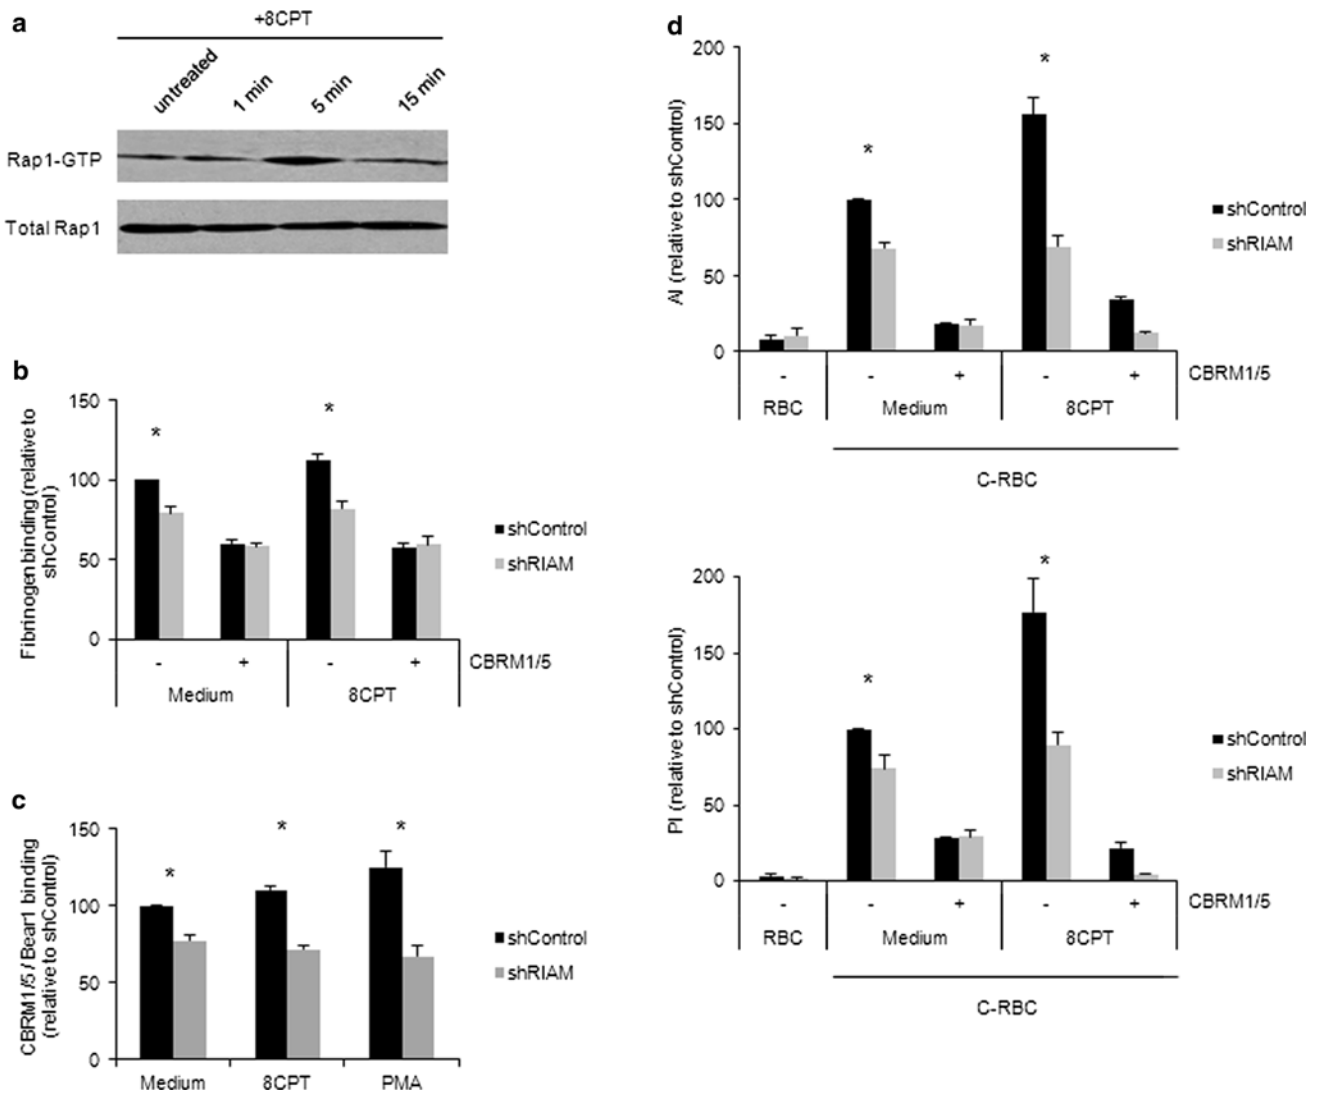 a
+8CPT
untreated
1 min
5 min
15 min
Rap1-GTP
Total Rap1
b
Fibrinogen binding (relative to
shControl)
150
100
50
0
*
*
shControl
shRIAM
- + - + CBRM1/5
Medium 8CPT
c
CBRM1/5 / Bear1 binding
(relative to shControl)
150
100
50
0
*
*
*
shControl
shRIAM
Medium 8CPT PMA
d
AI (relative to shControl)
200
150
100
50
0
*
*
shControl
shRIAM
- - + - + CBRM1/5
RBC Medium 8CPT
C-RBC
PI (relative to shControl)
200
150
100
50
0
*
*
shControl
shRIAM
- - + - + CBRM1/5
RBC Medium 8CPT
C-RBC